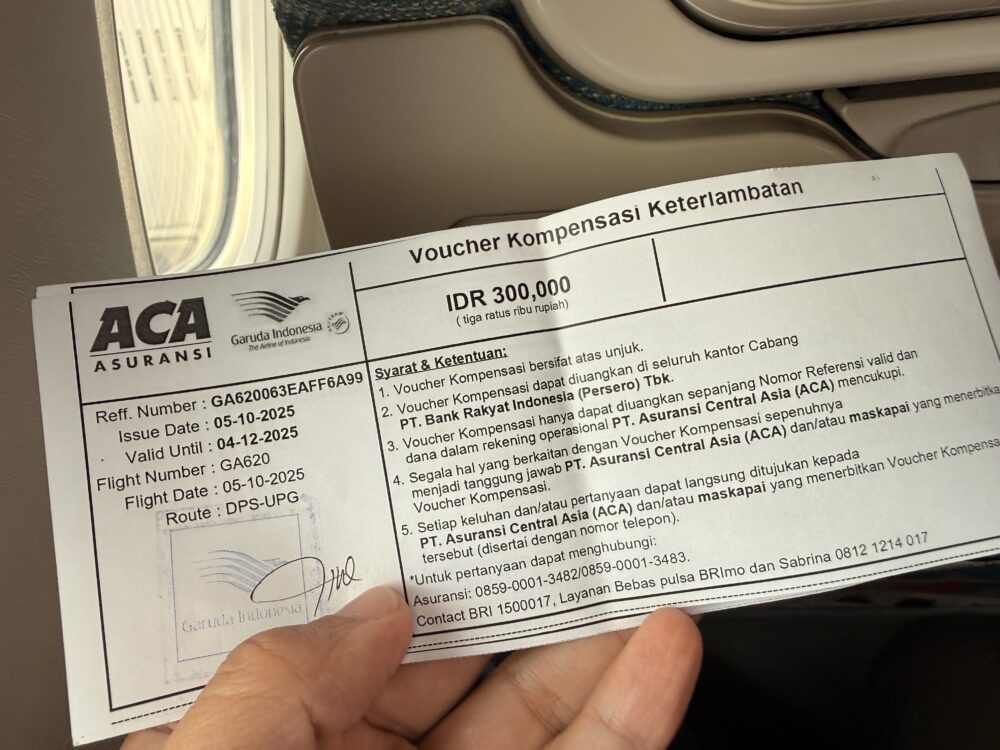 Voucher Kompensasi Keterlambatan
ACA
ASURANSI
Garuda Indonesia
The Airline of Indonesia
IDR 300,000
( tiga ratus ribu rupiah)
Reff. Number : GA620063EAFF6A99
Issue Date : 05-10-2025
Valid Until : 04-12-2025
Flight Number : GA620
Flight Date : 05-10-2025
Route : DPS-UPG
Garuda Indonesia
Syarat & Ketentuan:
1. Voucher Kompensasi bersifat atas unjuk.
2. Voucher Kompensasi dapat diuangkan di seluruh kantor Cabang
PT. Bank Rakyat Indonesia (Persero) Tbk.
3. Voucher Kompensasi hanya dapat diuangkan sepanjang Nomor Referensi valid dan
dana dalam rekening operasional PT. Asuransi Central Asia (ACA) mencukupi.
4. Segala hal yang berkaitan dengan Voucher Kompensasi sepenuhnya
menjadi tanggung jawab PT. Asuransi Central Asia (ACA) dan/atau maskapai yang menerbitka
Voucher Kompensasi.
5. Setiap keluhan dan/atau pertanyaan dapat langsung ditujukan kepada
PT. Asuransi Central Asia (ACA) dan/atau maskapai yang menerbitkan Voucher Kompensa
tersebut (disertai dengan nomor telepon).
*Untuk pertanyaan dapat menghubungi:
Asuransi: 0859-0001-3482/0859-0001-3483.
Contact BRI 1500017, Layanan Bebas pulsa BRImo dan Sabrina 0812 1214 017